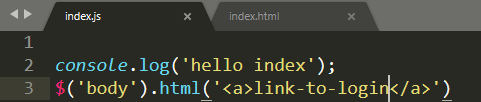 index.js × index.html ×
1
2 console.log('hello index');
3 $('body').html('<a>link-to-login</a>')